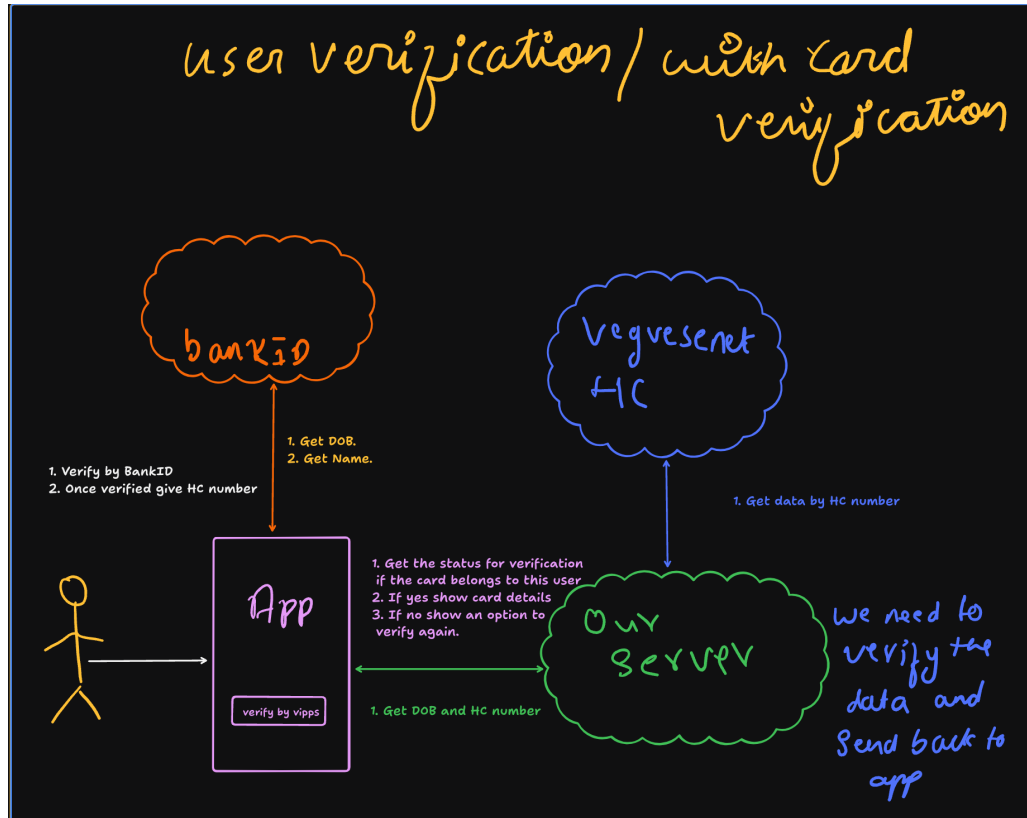 user verification / with card
verification
bankID
vegvesenet
HC
1. Get DOB.
2. Get Name.
1. Verify by BankID
2. Once verified give HC number
1. Get data by HC number
1. Get the status for verification
if the card belongs to this user
2. If yes show card details
3. If no show an option to
verify again.
App
verify by vipps
Our
server
1. Get DOB and HC number
we need to
verify the
data and
send back to
app